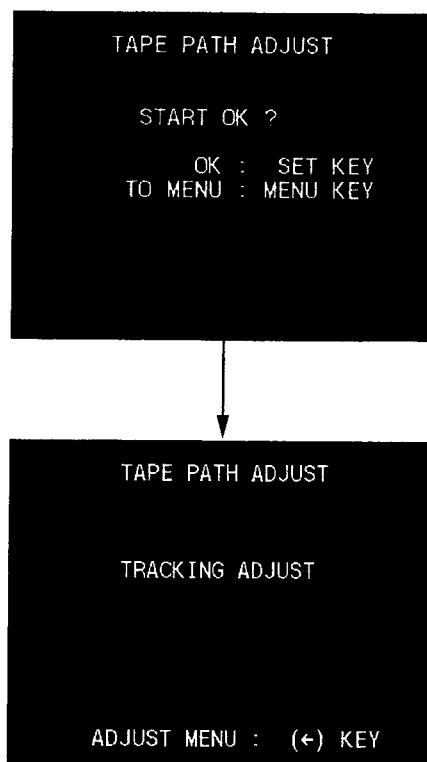 TAPE PATH ADJUST
START OK ?
OK : SET KEY
TO MENU : MENU KEY
TAPE PATH ADJUST
TRACKING ADJUST
ADJUST MENU : (←) KEY